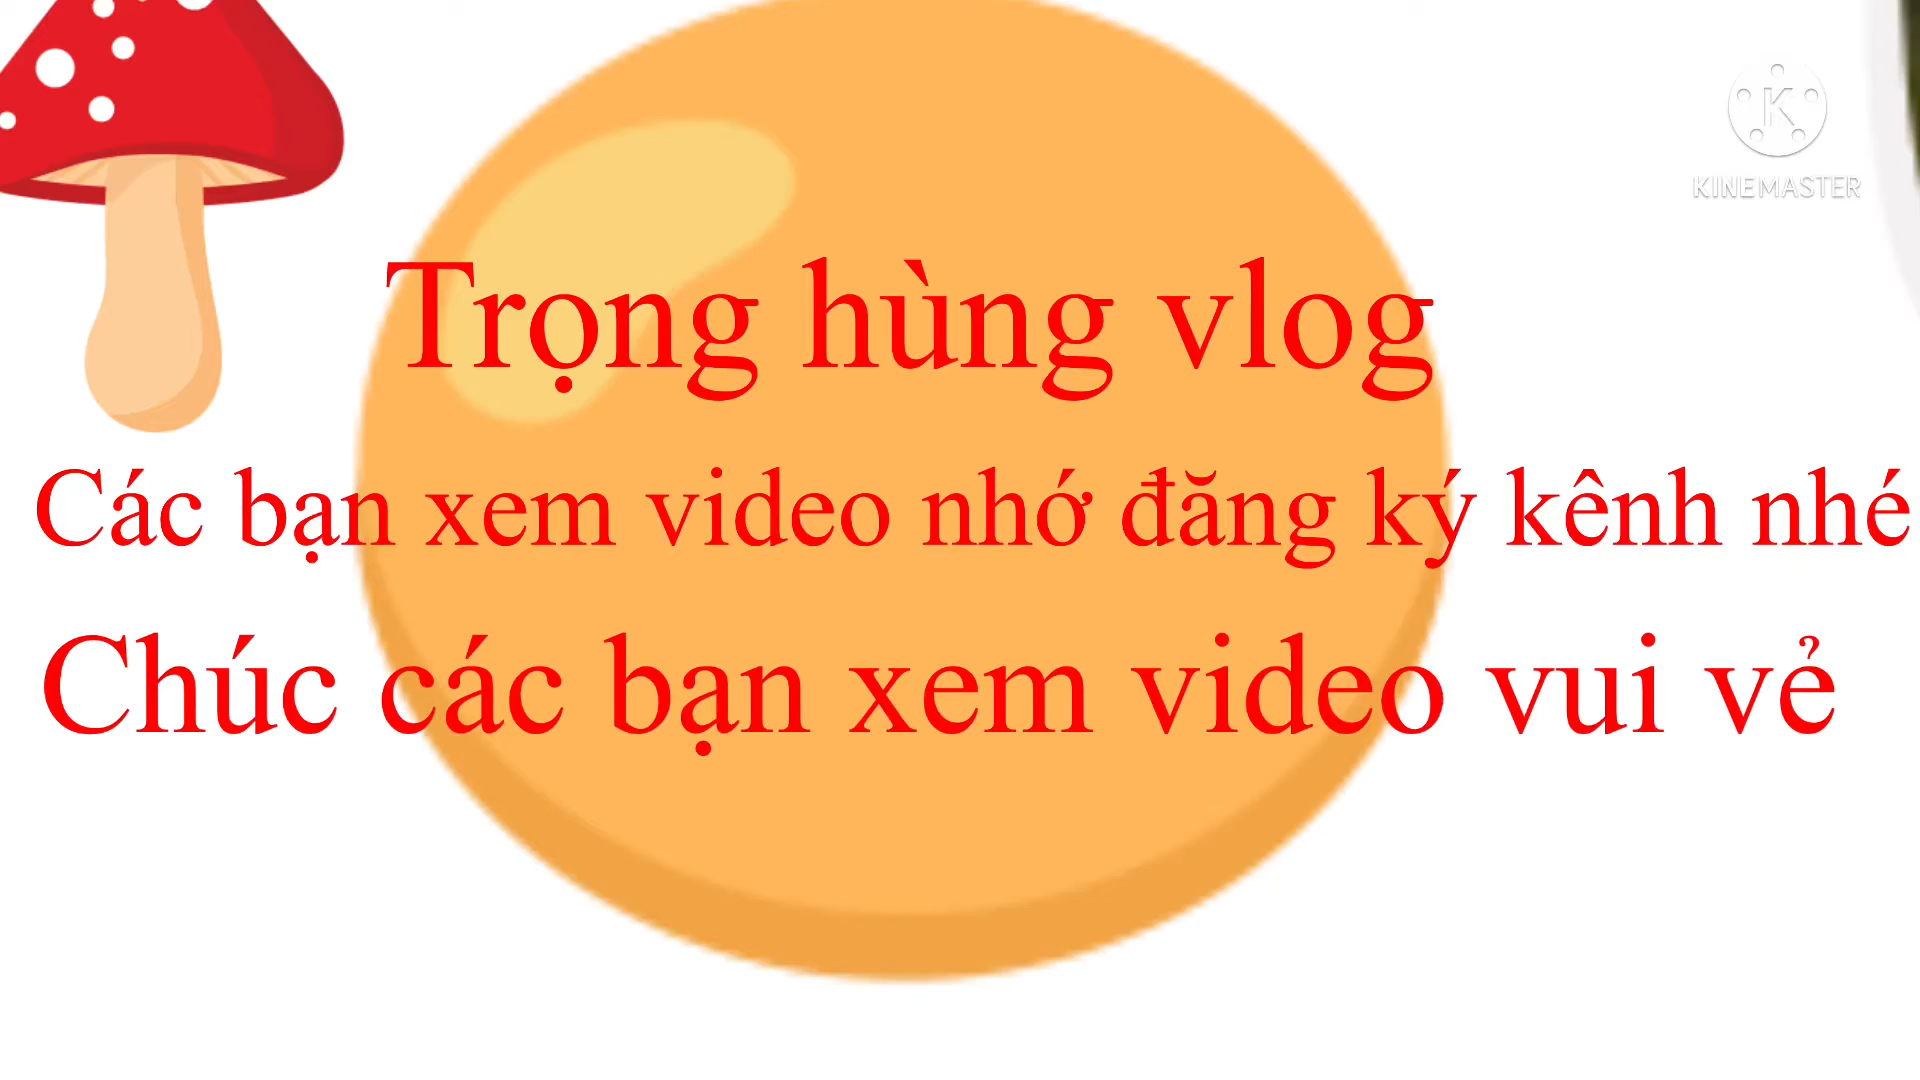 KINEMASTER
Trọng hùng vlog
Các bạn xem video nhớ đăng ký kênh nhé
Chúc các bạn xem video vui vẻ